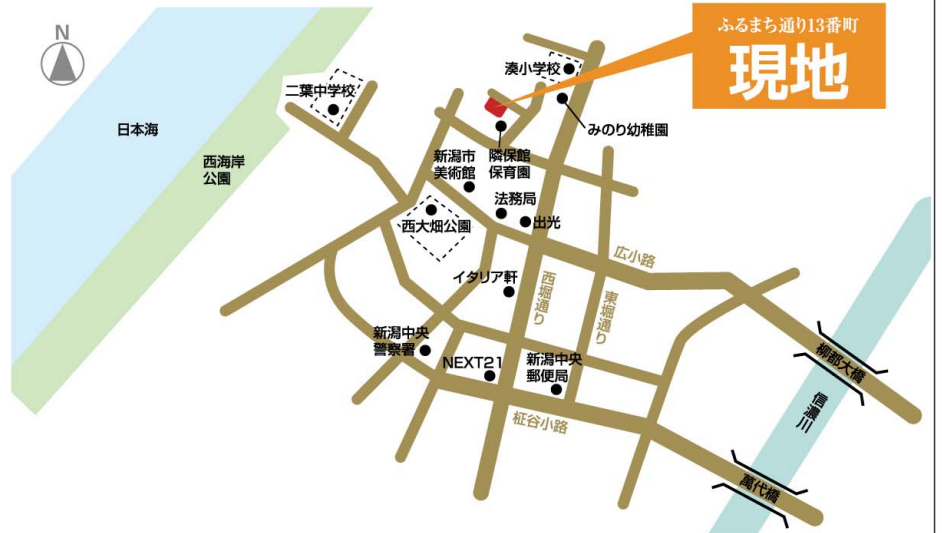 ふるまち通り13番町
現地
N
湊小学校
二葉中学校
みのり幼稚園
日本海
西海岸
公園
新潟市
美術館
隣保館
保育園
法務局
出光
西大畑公園
広小路
イタリア軒
西堀通り
東堀通り
新潟中央
警察署
NEXT21
新潟中央
郵便局
柾谷小路
柳都大橋
信濃川
萬代橋